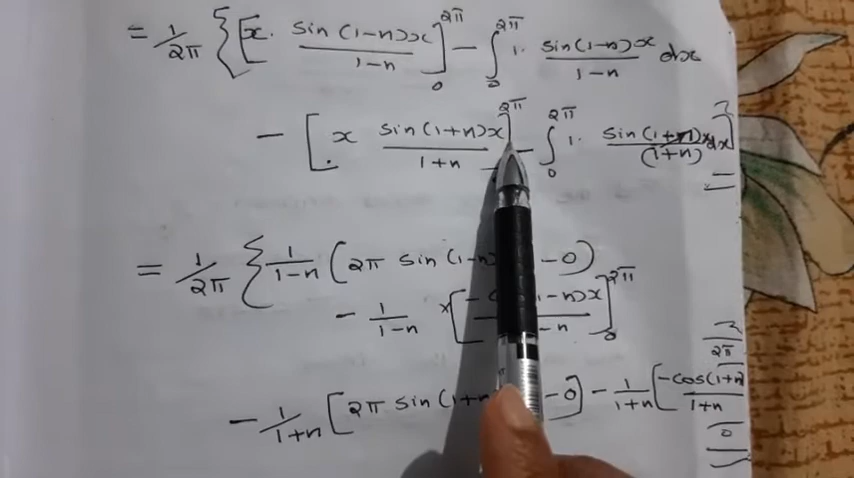 = 1/2π { [x. sin(1-n)x / 1-n]₀^2π - ∫₀^2π 1. sin(1-n)x / 1-n dx
- [x sin(1+n)x / 1+n]^2π - ∫₀^2π 1. sin(1+n)x / (1+n) dx }
= 1/2π { 1/1-n (2π sin(1-n) - 0)
- 1/1-n x [- -n)x / -n]₀^2π
- 1/1+n [2π sin(1+n - 0] - 1/1+n [-cos(1+n) / 1+n]₀^2π }